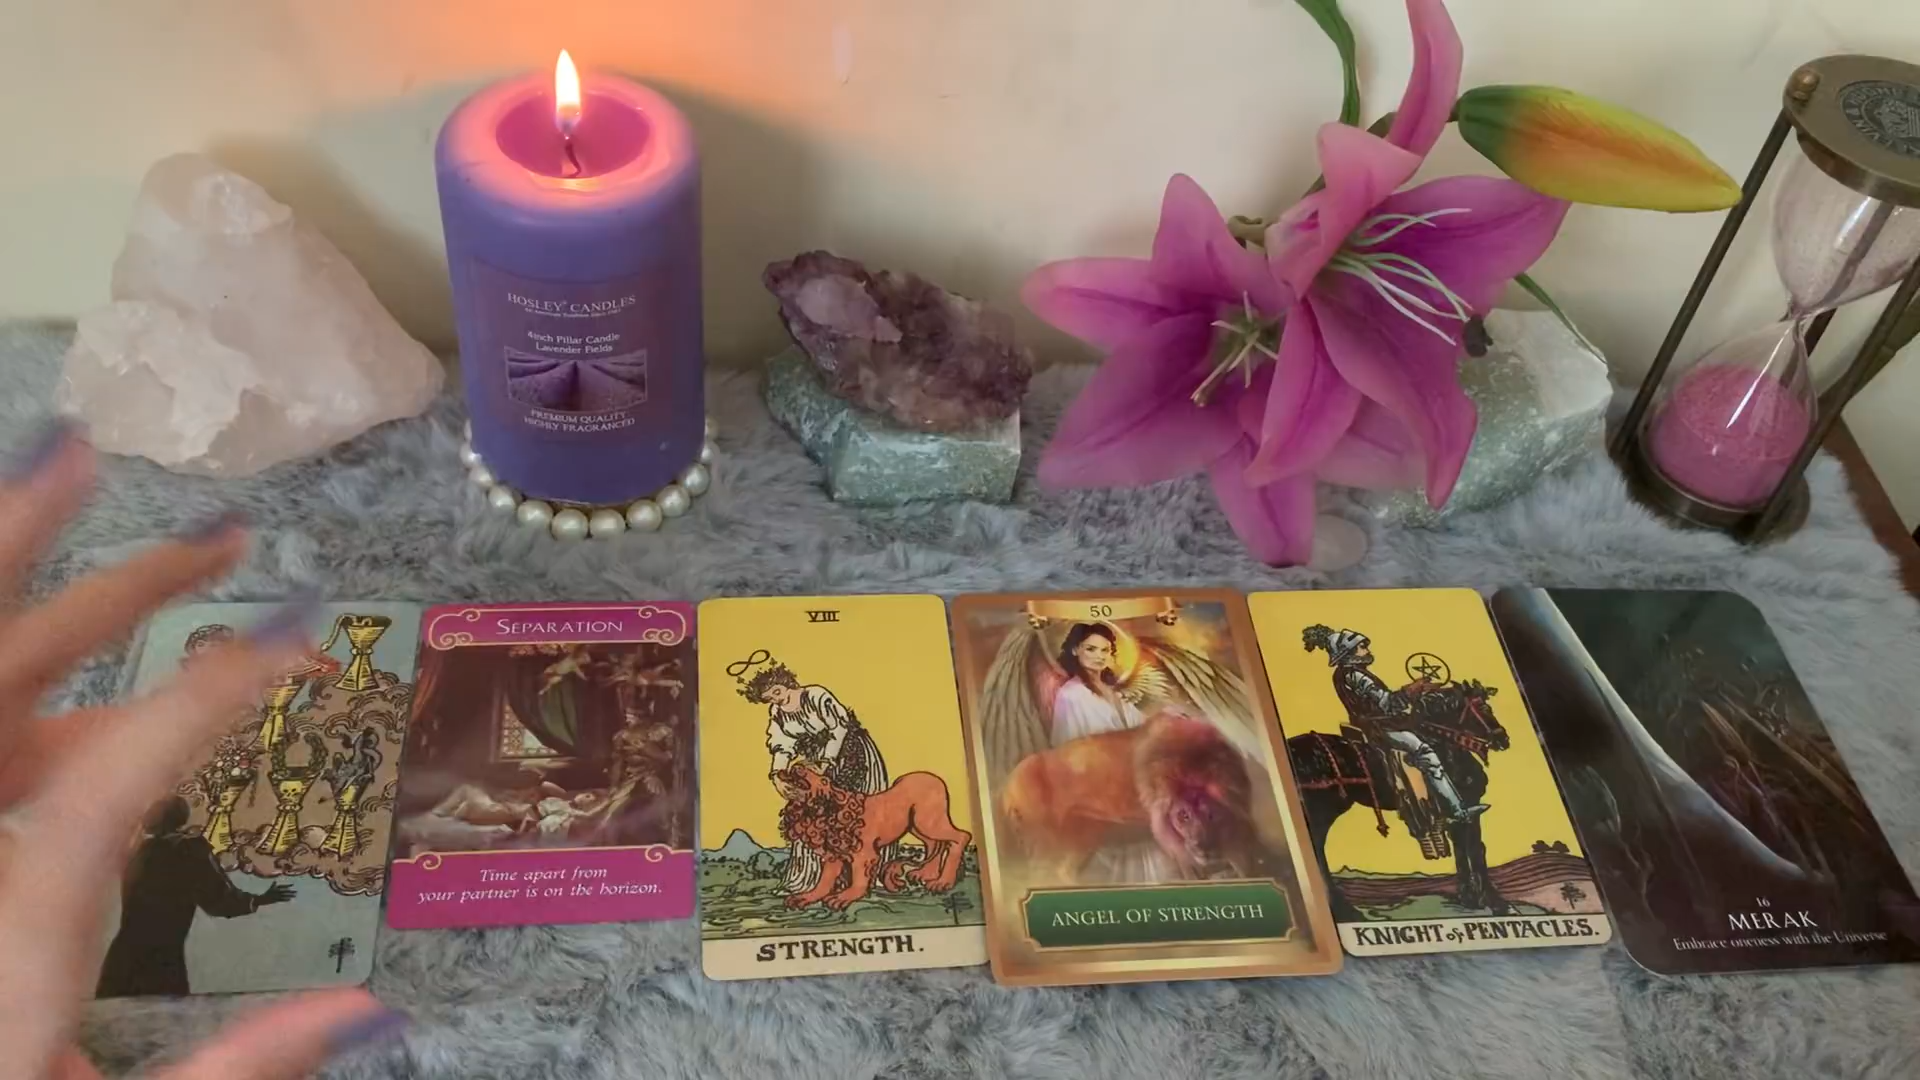 HOSLEY® CANDLES
4inch Pillar Candle
Lavender Fields
PREMIUM QUALITY
HIGHLY FRAGRANCED
SEPARATION
Time apart from
your partner is on the horizon.
VIII
STRENGTH.
50
ANGEL OF STRENGTH
KNIGHT of PENTACLES.
16
MERAK
Embrace oneness with the Universe